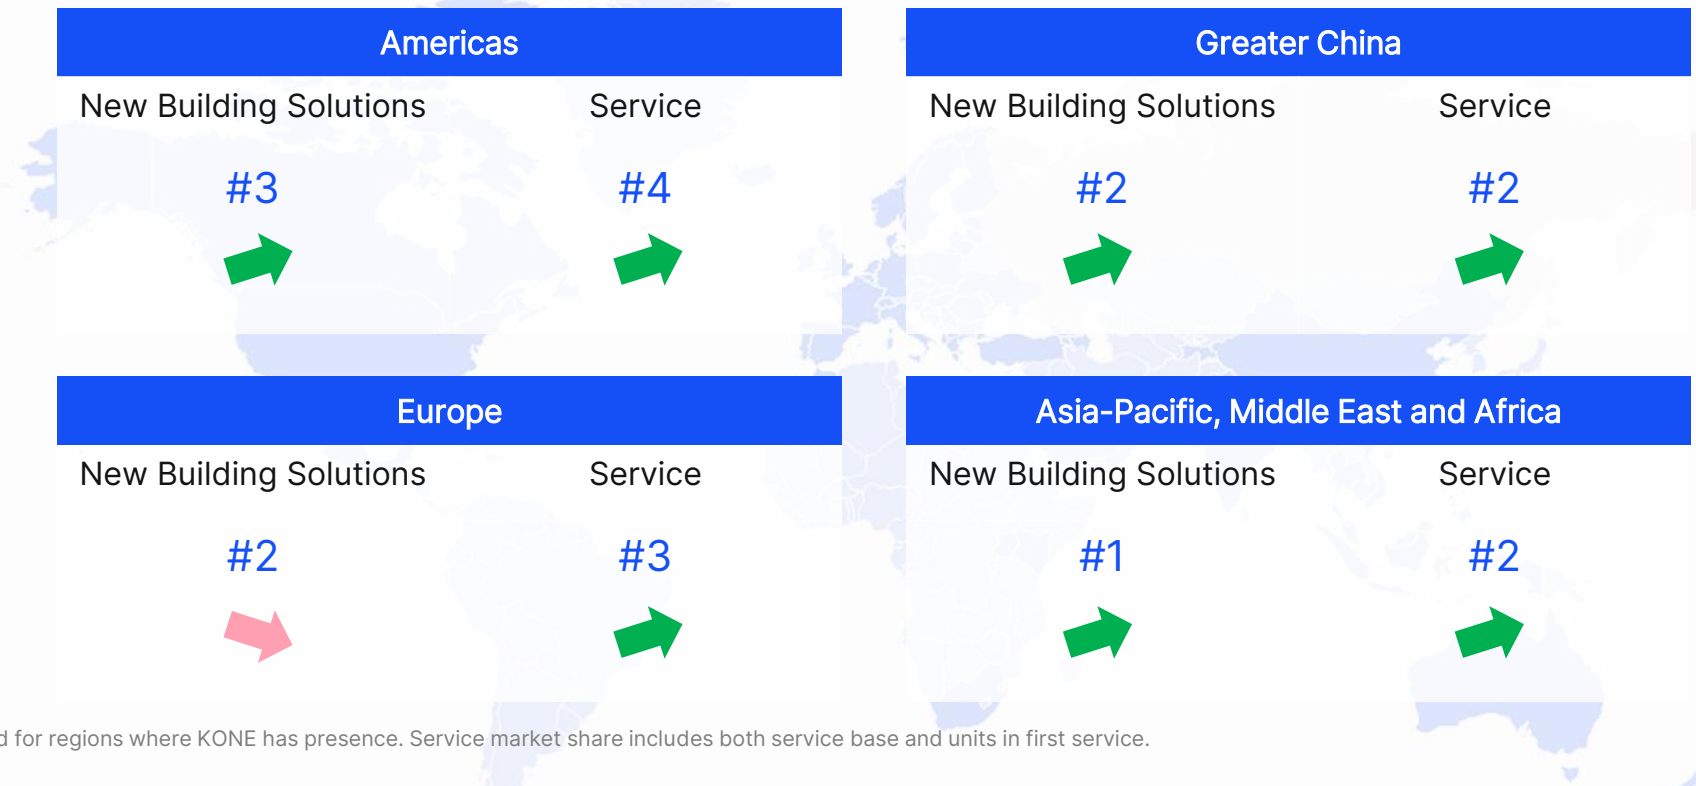 Americas
New Building Solutions Service
#3 #4
Greater China
New Building Solutions Service
#2 #2
Europe
New Building Solutions Service
#2 #3
Asia-Pacific, Middle East and Africa
New Building Solutions Service
#1 #2
for regions where KONE has presence. Service market share includes both service base and units in first service.